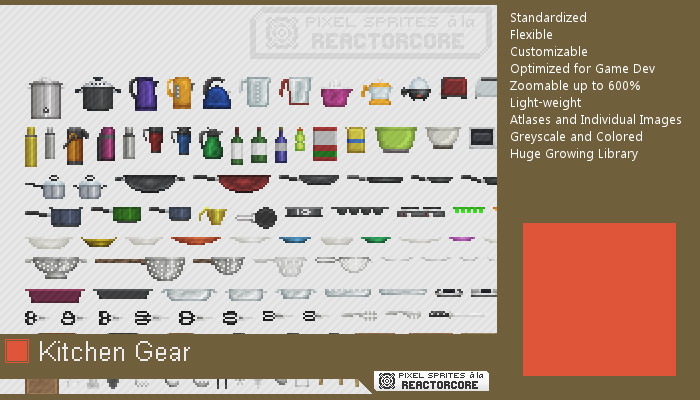 PIXEL SPRITES à la
REACTORCORE
Standardized
Flexible
Customizable
Optimized for Game Dev
Zoomable up to 600%
Light-weight
Atlases and Individual Images
Greyscale and Colored
Huge Growing Library
Kitchen Gear
PIXEL SPRITES à la
REACTORCORE